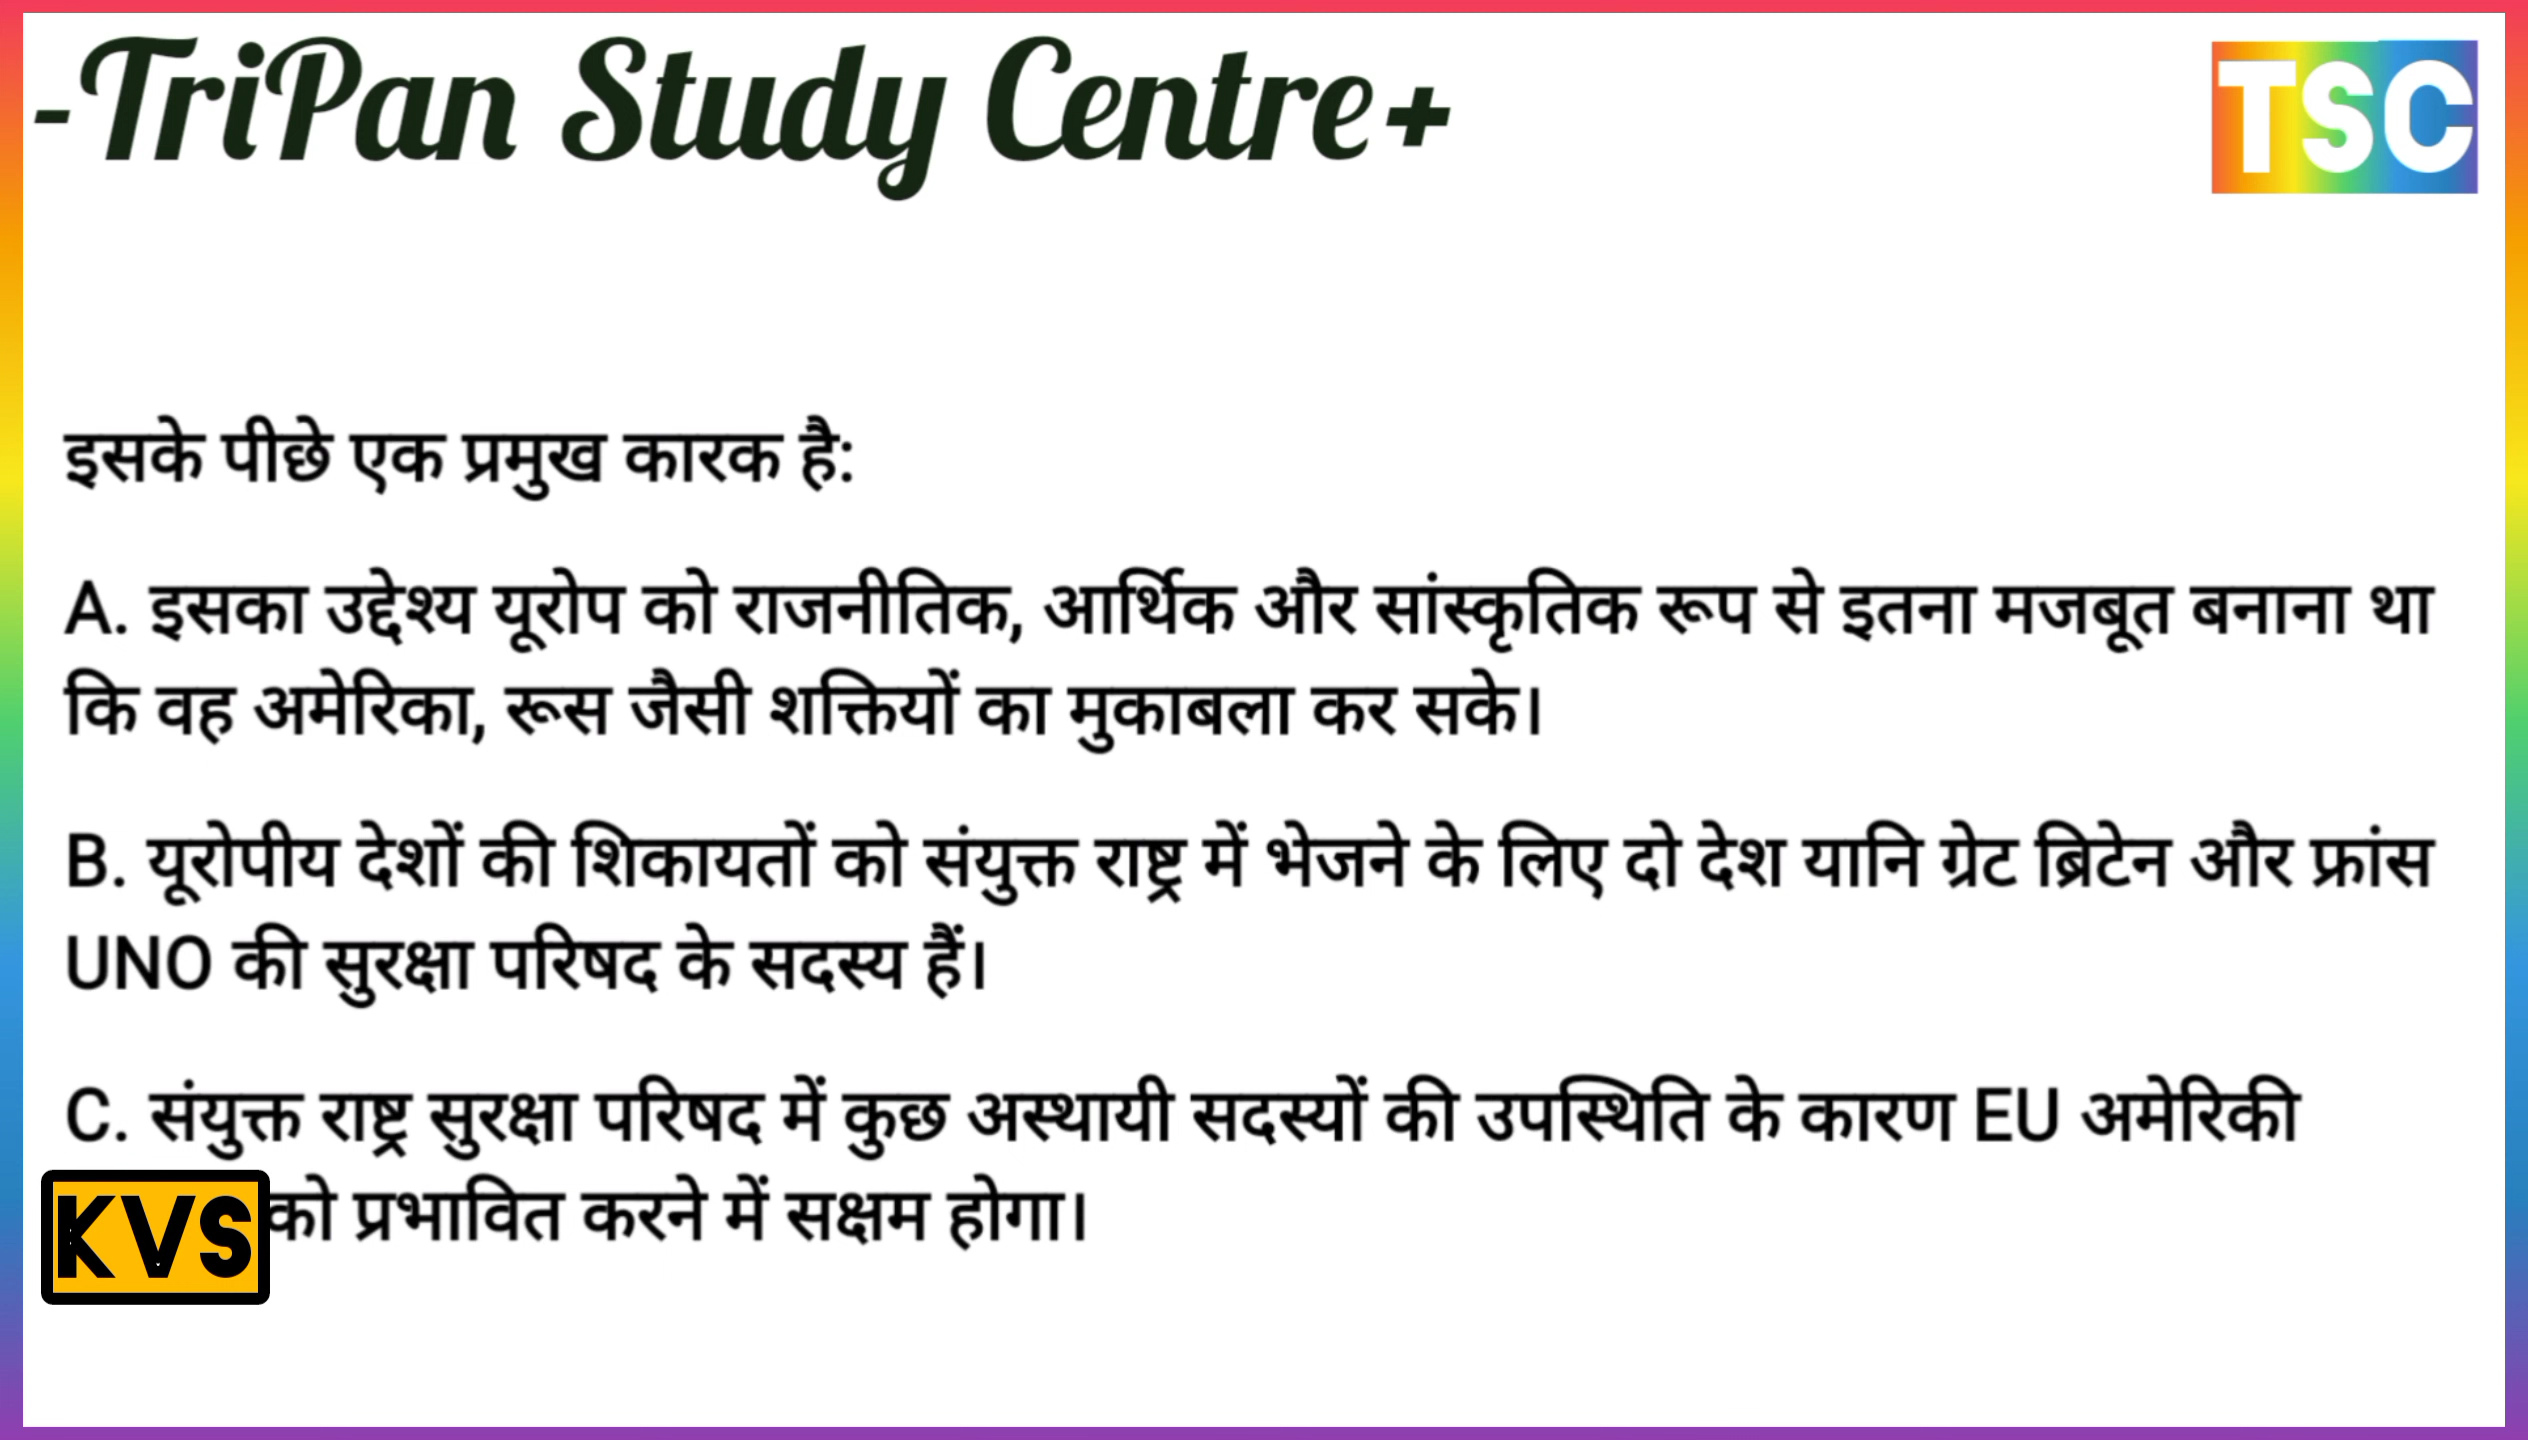 -TriPan Study Centre+
TSC
इसके पीछे एक प्रमुख कारक है:
A. इसका उद्देश्य यूरोप को राजनीतिक, आर्थिक और सांस्कृतिक रूप से इतना मजबूत बनाना था
कि वह अमेरिका, रूस जैसी शक्तियों का मुकाबला कर सके।
B. यूरोपीय देशों की शिकायतों को संयुक्त राष्ट्र में भेजने के लिए दो देश यानि ग्रेट ब्रिटेन और फ्रांस
UNO की सुरक्षा परिषद के सदस्य हैं।
C. संयुक्त राष्ट्र सुरक्षा परिषद में कुछ अस्थायी सदस्यों की उपस्थिति के कारण EU अमेरिकी
KVS को प्रभावित करने में सक्षम होगा।